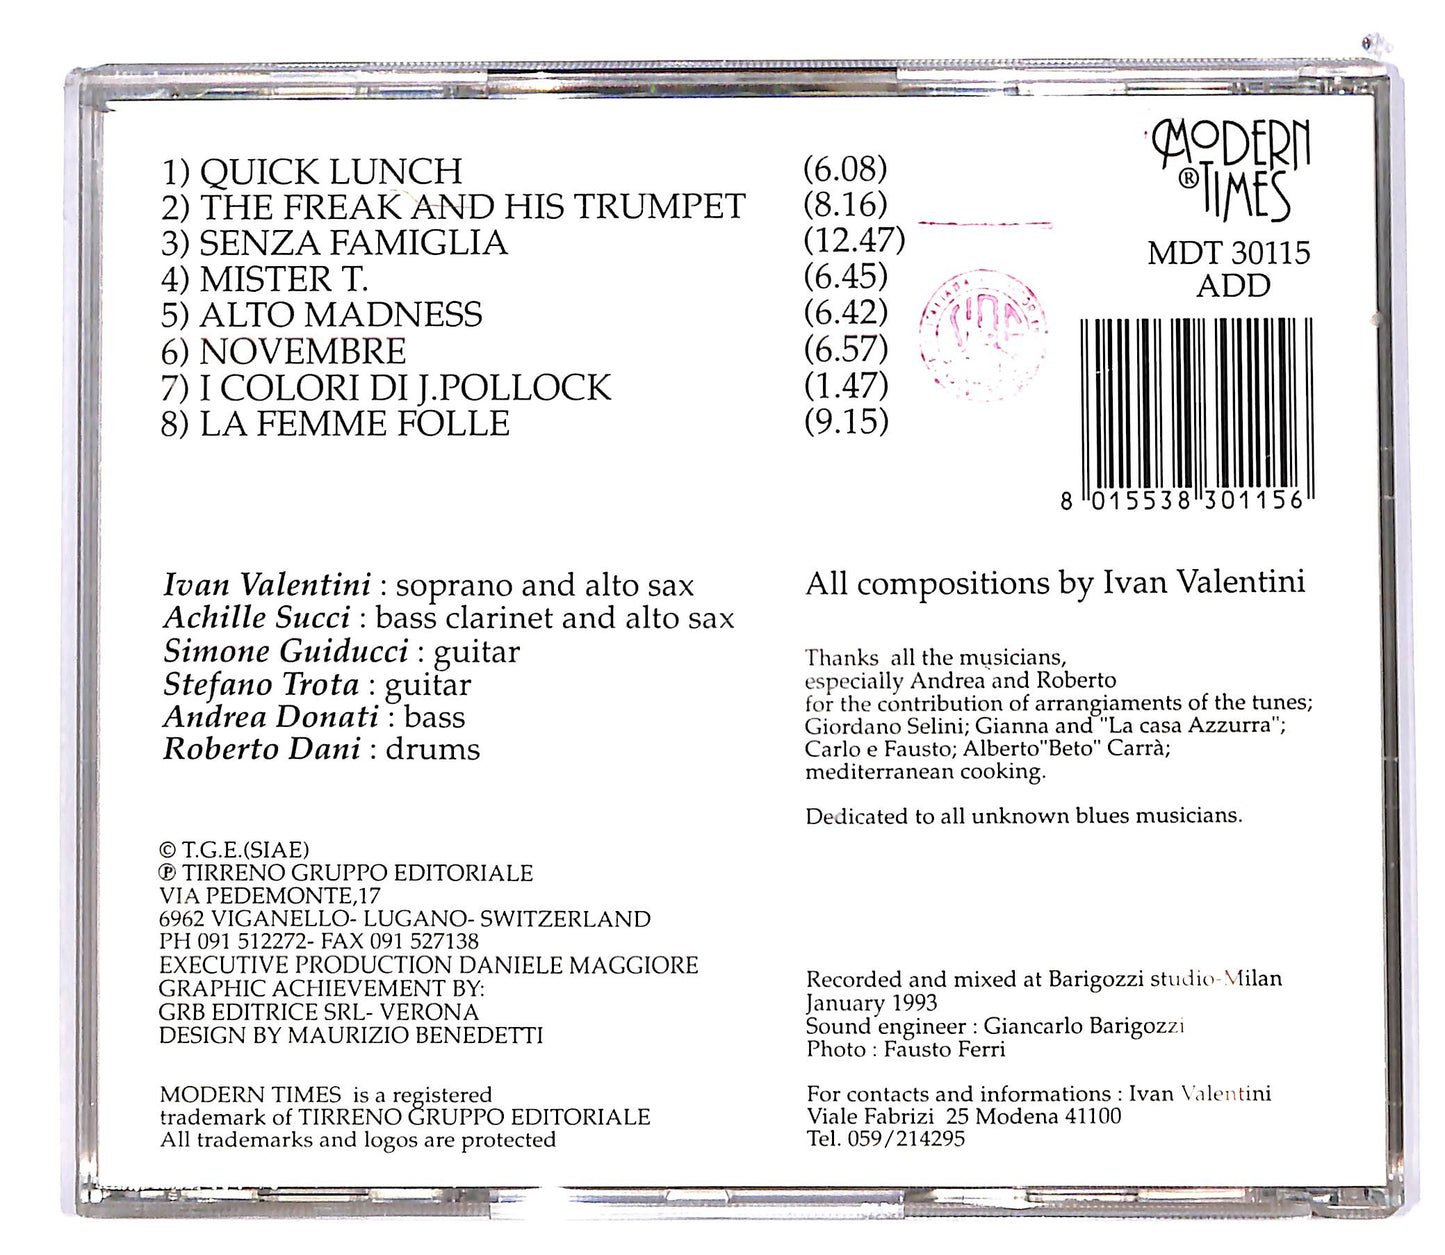 1) QUICK LUNCH (6.08)
2) THE FREAK AND HIS TRUMPET (8.16)
3) SENZA FAMIGLIA (12.47)
4) MISTER T. (6.45)
5) ALTO MADNESS (6.42)
6) NOVEMBRE (6.57)
7) I COLORI DI J.POLLOCK (1.47)
8) LA FEMME FOLLE (9.15)
MODERN
® TIMES
MDT 30115
ADD
8 015538 301156
Ivan Valentini : soprano and alto sax
Achille Succi : bass clarinet and alto sax
Simone Guiducci : guitar
Stefano Trota : guitar
Andrea Donati : bass
Roberto Dani : drums
All compositions by Ivan Valentini
Thanks all the musicians,
especially Andrea and Roberto
for the contribution of arrangiaments of the tunes;
Giordano Selini; Gianna and "La casa Azzurra";
Carlo e Fausto; Alberto"Beto" Carrà;
mediterranean cooking.
Dedicated to all unknown blues musicians.
© T.G.E.(SIAE)
℗ TIRRENO GRUPPO EDITORIALE
VIA PEDEMONTE,17
6962 VIGANELLO- LUGANO- SWITZERLAND
PH 091 512272- FAX 091 527138
EXECUTIVE PRODUCTION DANIELE MAGGIORE
GRAPHIC ACHIEVEMENT BY:
GRB EDITRICE SRL- VERONA
DESIGN BY MAURIZIO BENEDETTI
MODERN TIMES is a registered
trademark of TIRRENO GRUPPO EDITORIALE
All trademarks and logos are protected
Recorded and mixed at Barigozzi studio-Milan
January 1993
Sound engineer : Giancarlo Barigozzi
Photo : Fausto Ferri
For contacts and informations : Ivan Valentini
Viale Fabrizi 25 Modena 41100
Tel. 059/214295